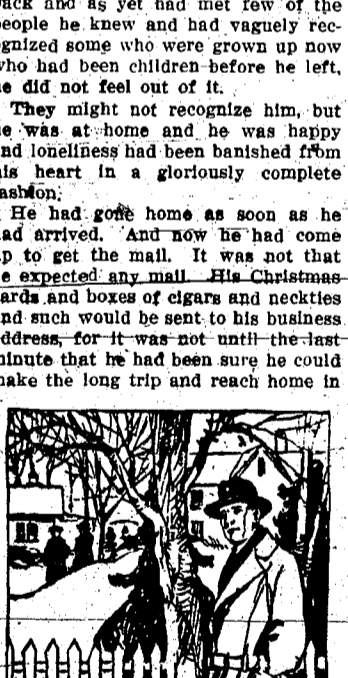 back and as yet had met few of the
people he knew and had vaguely rec-
ognized some who were grown up now
who had been children before he left,
he did not feel out of it.
They might not recognize him, but
he was at home and he was happy
and loneliness had been banished from
his heart in a gloriously complete
fashion.
He had gone home as soon as he
had arrived. And now he had come
up to get the mail. It was not that
he expected any mail. His Christmas
cards and boxes of cigars and neckties
and such would be sent to his business
address, for it was not until the last
minute that he had been sure he could
make the long trip and reach home in